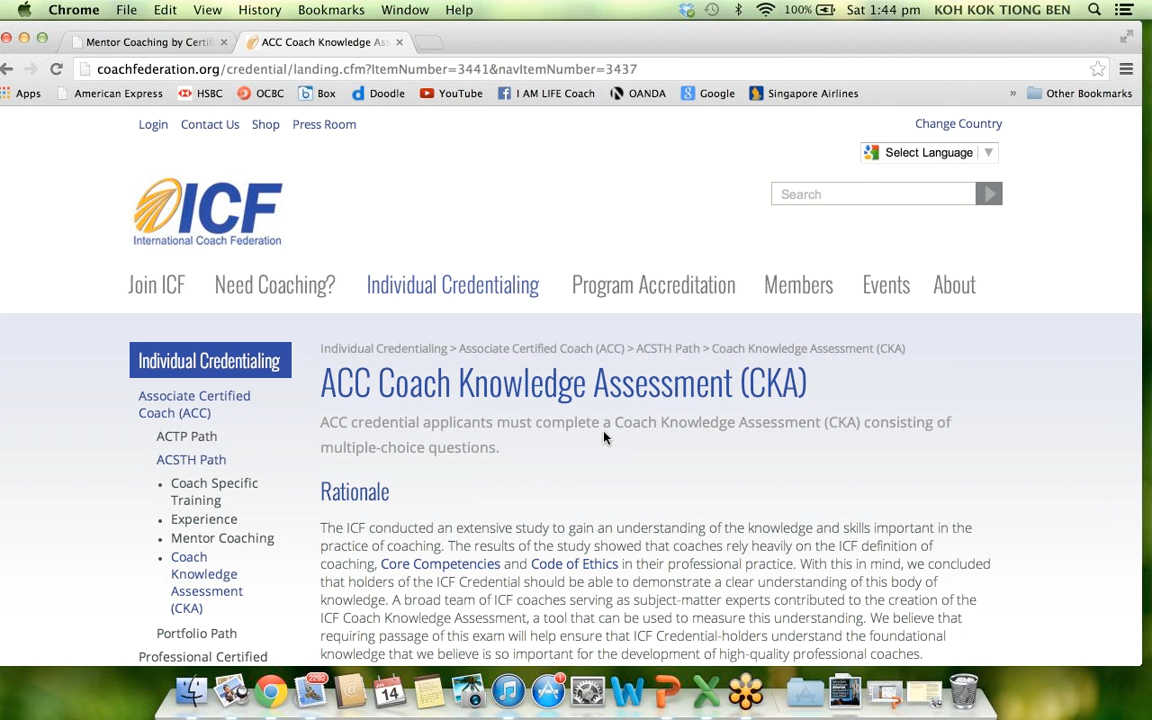 Chrome File Edit View History Bookmarks Window Help 100% Sat 1:44 pm KOH KOK TIONG BEN
Mentor Coaching by Certifi ACC Coach Knowledge Ass
coachfederation.org/credential/landing.cfm?ItemNumber=3441&navItemNumber=3437
Apps American Express HSBC OCBC Box Doodle YouTube I AM LIFE Coach OANDA Google Singapore Airlines » Other Bookmarks
Login Contact Us Shop Press Room Change Country
Select Language
Search
ICF
International Coach Federation
Join ICF Need Coaching? Individual Credentialing Program Accreditation Members Events About
Individual Credentialing
Associate Certified
Coach (ACC)
ACTP Path
ACSTH Path
Coach Specific
Training
Experience
Mentor Coaching
Coach
Knowledge
Assessment
(CKA)
Portfolio Path
Professional Certified
Individual Credentialing > Associate Certified Coach (ACC) > ACSTH Path > Coach Knowledge Assessment (CKA)
ACC Coach Knowledge Assessment (CKA)
ACC credential applicants must complete a Coach Knowledge Assessment (CKA) consisting of
multiple-choice questions.
Rationale
The ICF conducted an extensive study to gain an understanding of the knowledge and skills important in the
practice of coaching. The results of the study showed that coaches rely heavily on the ICF definition of
coaching, Core Competencies and Code of Ethics in their professional practice. With this in mind, we concluded
that holders of the ICF Credential should be able to demonstrate a clear understanding of this body of
knowledge. A broad team of ICF coaches serving as subject-matter experts contributed to the creation of the
ICF Coach Knowledge Assessment, a tool that can be used to measure this understanding. We believe that
requiring passage of this exam will help ensure that ICF Credential-holders understand the foundational
knowledge that we believe is so important for the development of high-quality professional coaches.
2292
14